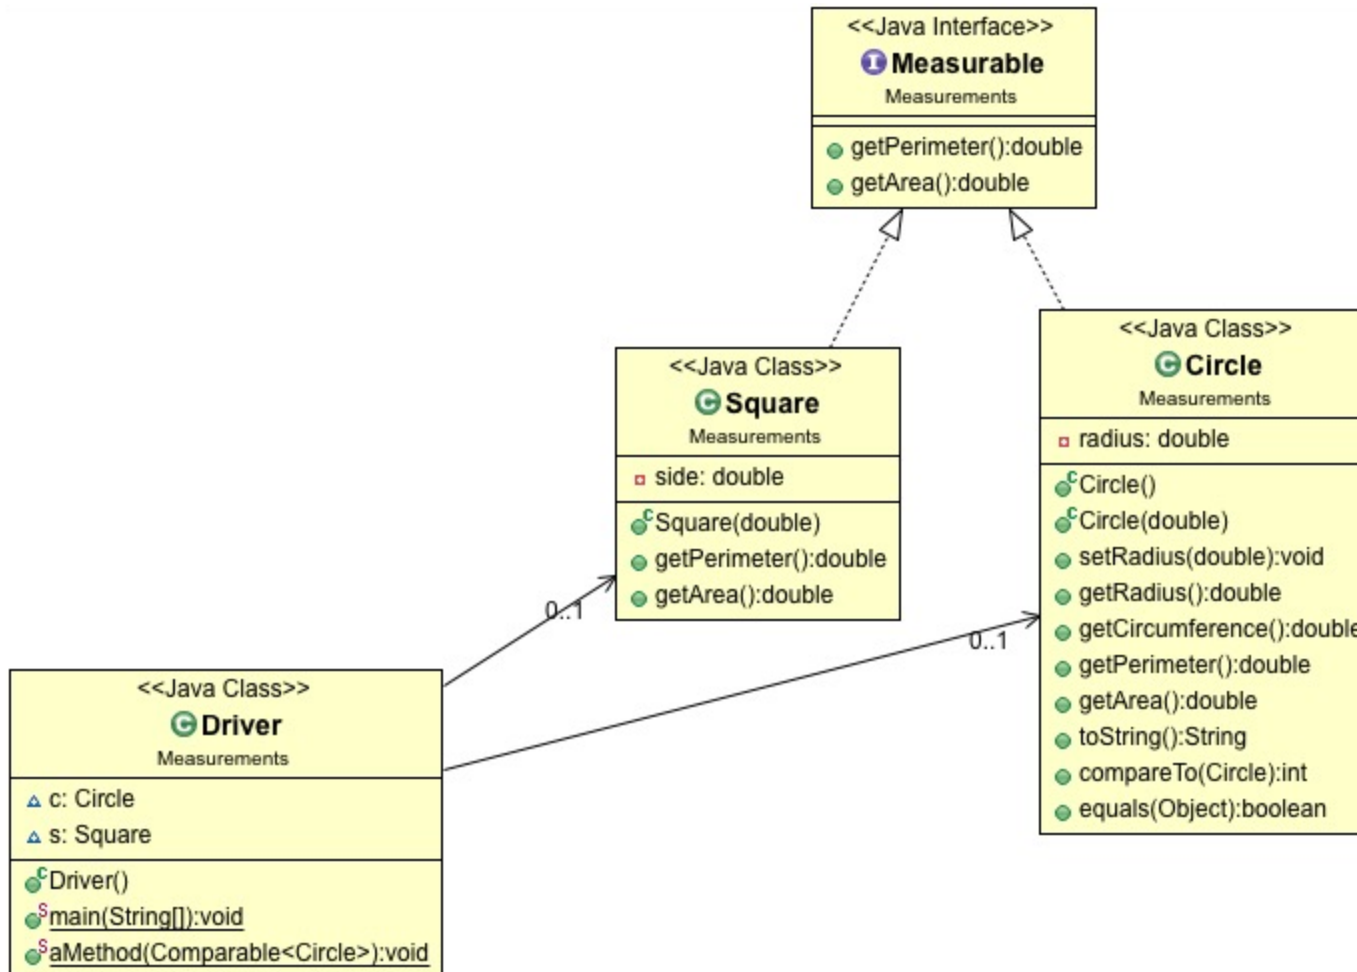 <<Java Interface>>
Measurable
Measurements
getPerimeter():double
getArea():double
<<Java Class>>
Square
Measurements
side: double
Square(double)
getPerimeter():double
getArea():double
<<Java Class>>
Circle
Measurements
radius: double
Circle()
Circle(double)
setRadius(double):void
getRadius():double
getCircumference():double
getPerimeter():double
getArea():double
toString():String
compareTo(Circle):int
equals(Object):boolean
0..1
0..1
<<Java Class>>
Driver
Measurements
c: Circle
s: Square
Driver()
main(String[]):void
aMethod(Comparable<Circle>):void